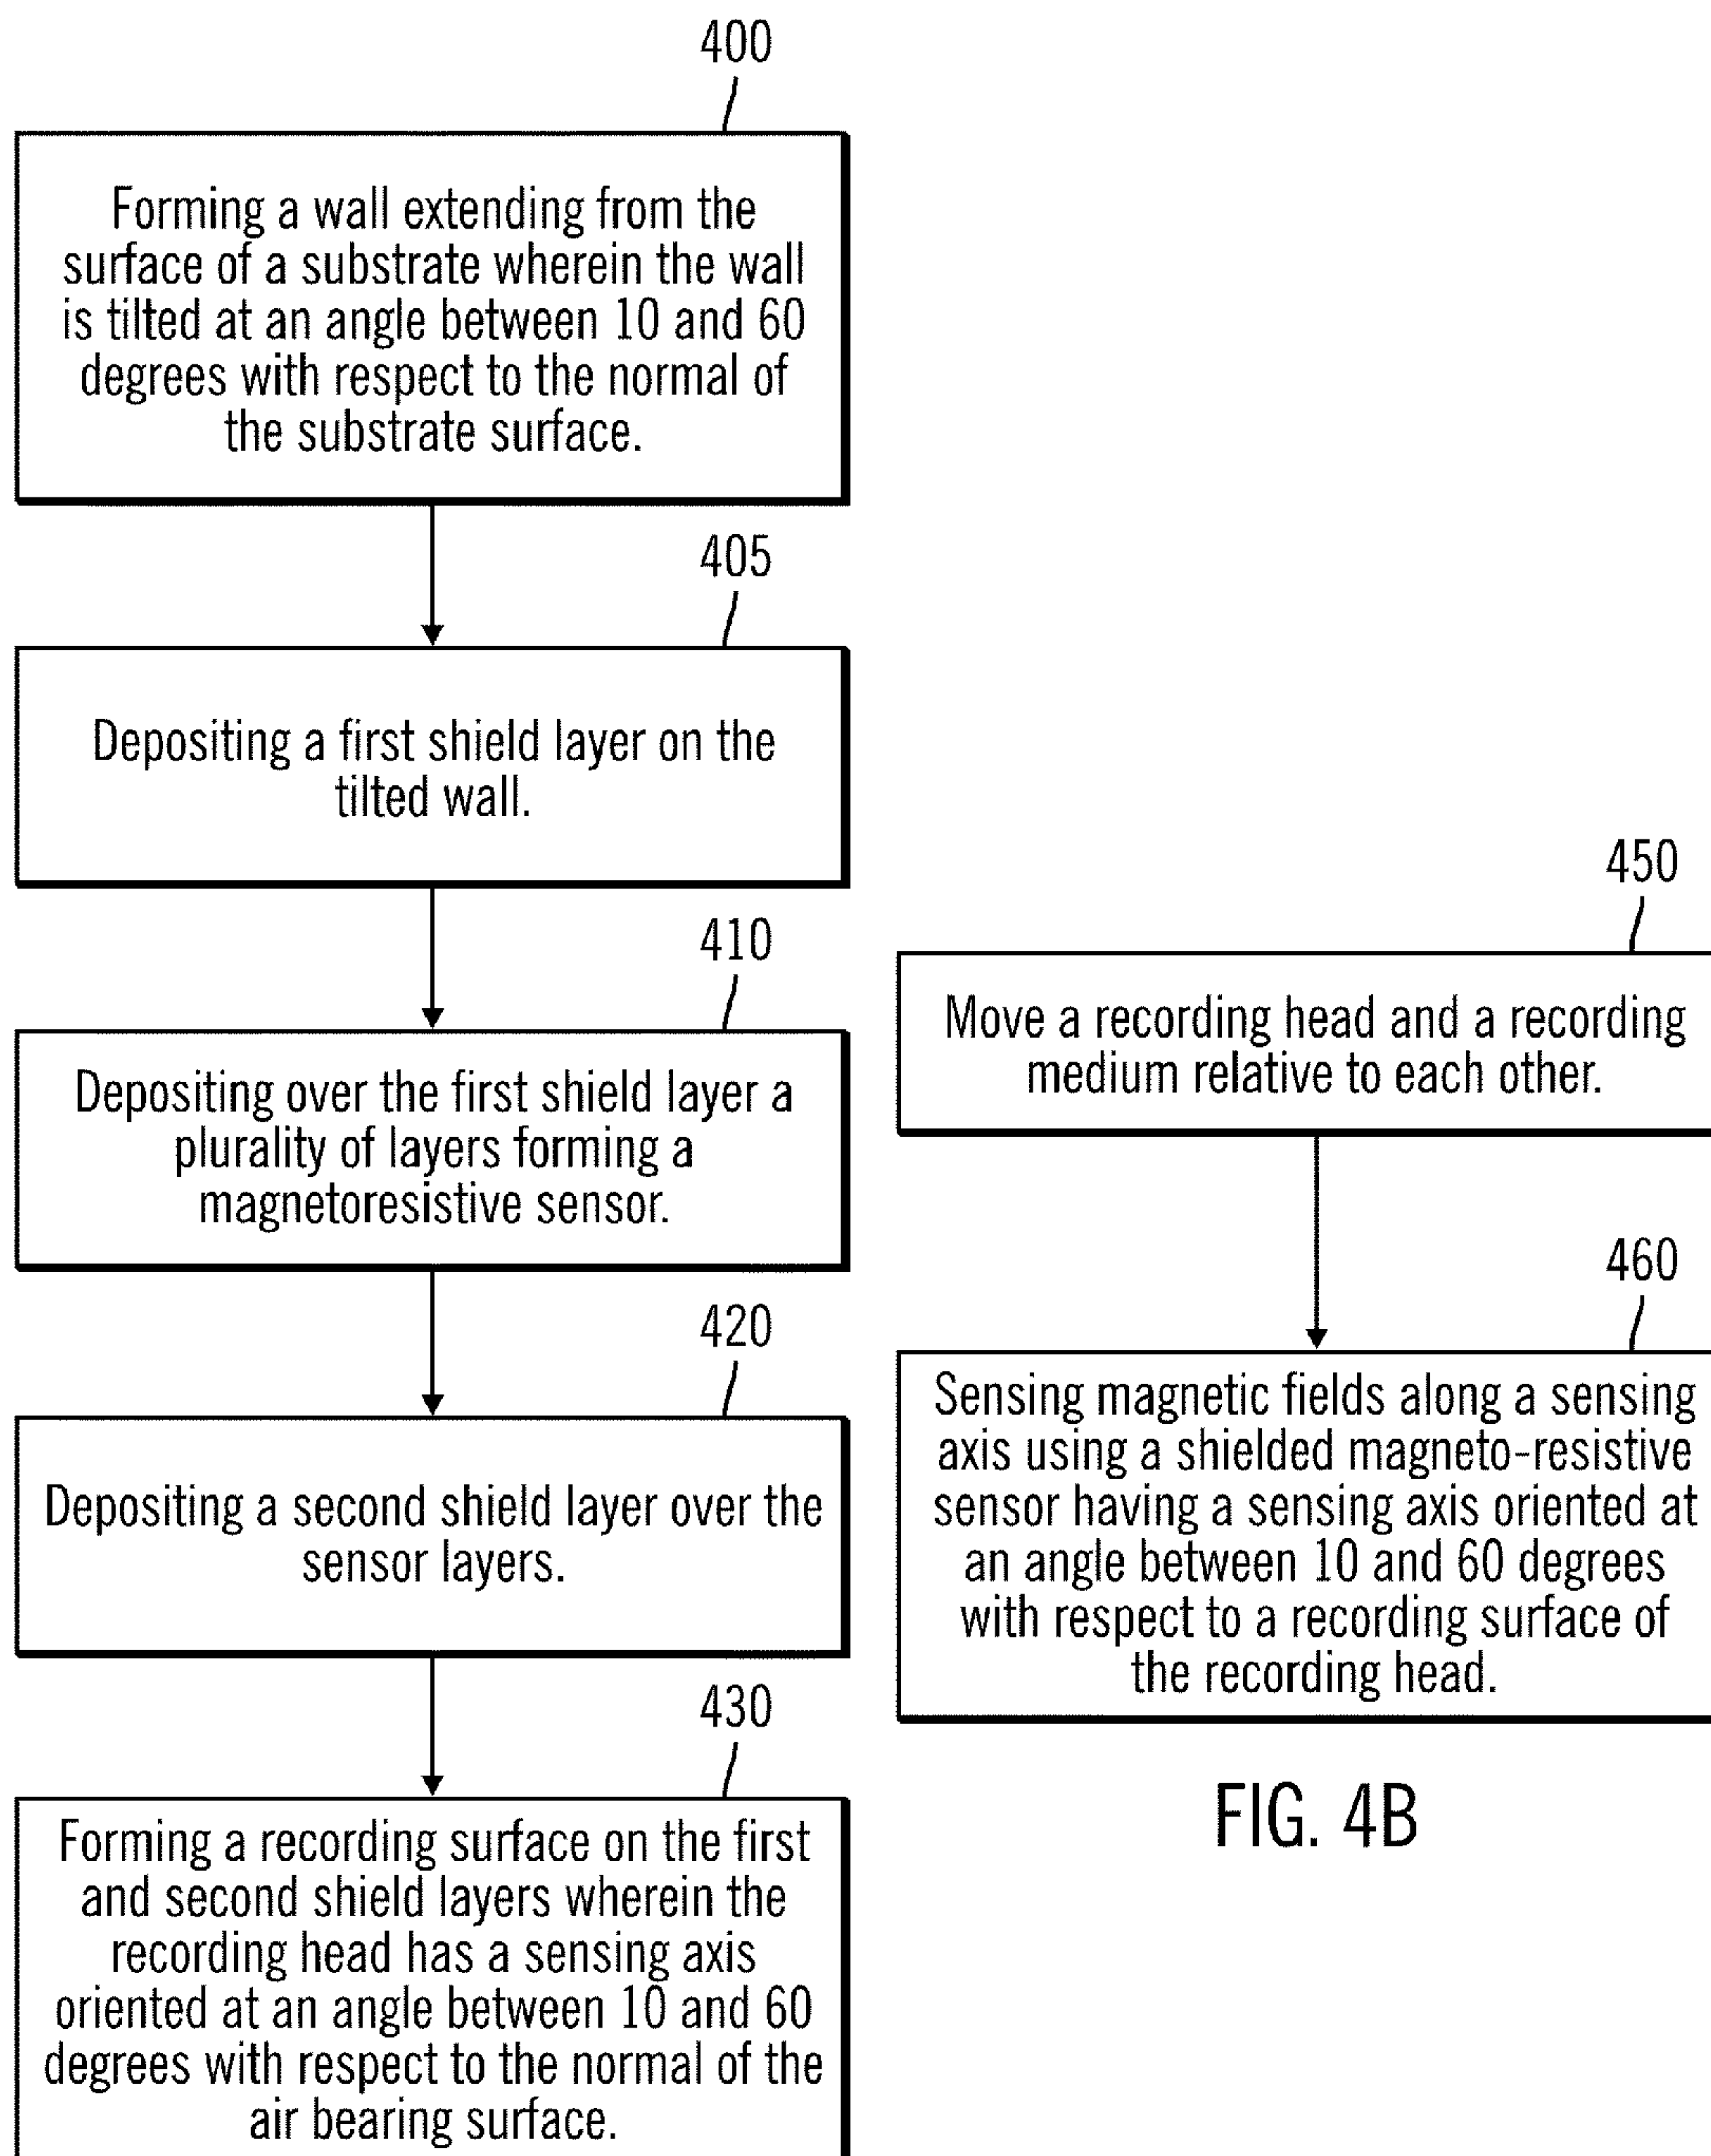 400
Forming a wall extending from the
surface of a substrate wherein the wall
is tilted at an angle between 10 and 60
degrees with respect to the normal of
the substrate surface.
405
Depositing a first shield layer on the
tilted wall.
410
Depositing over the first shield layer a
plurality of layers forming a
magnetoresistive sensor.
420
Depositing a second shield layer over the
sensor layers.
430
Forming a recording surface on the first
and second shield layers wherein the
recording head has a sensing axis
oriented at an angle between 10 and 60
degrees with respect to the normal of the
air bearing surface.
450
Move a recording head and a recording
medium relative to each other.
460
Sensing magnetic fields along a sensing
axis using a shielded magneto-resistive
sensor having a sensing axis oriented at
an angle between 10 and 60 degrees
with respect to a recording surface of
the recording head.
FIG. 4B